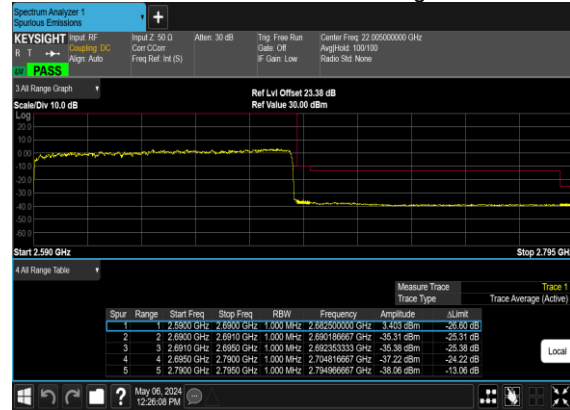 Spectrum Analyzer 1
Spurious Emissions
+
KEYSIGHT
R T
LXI PASS
Input: RF
Coupling: DC
Align: Auto
Input Z: 50 Ω
Corr CCorr
Freq Ref: Int (S)
Atten: 30 dB
Trig: Free Run
Gate: Off
IF Gain: Low
Center Freq: 22.005000000 GHz
Avg|Hold: 100/100
Radio Std: None
3 All Range Graph
Scale/Div 10.0 dB
Ref Lvl Offset 23.38 dB
Ref Value 30.00 dBm
Log
20.0
10.0
0.00
-10.0
-20.0
-30.0
-40.0
-50.0
-60.0
Start 2.590 GHz
Stop 2.795 GHz
4 All Range Table
Measure Trace Trace 1
Trace Type Trace Average (Active)
Spur Range Start Freq Stop Freq RBW Frequency Amplitude ΔLimit
1 1 2.5900 GHz 2.6900 GHz 1.000 MHz 2.682500000 GHz 3.403 dBm -26.60 dB
2 2 2.6900 GHz 2.6910 GHz 1.000 MHz 2.690186667 GHz -35.31 dBm -25.31 dB
3 3 2.6910 GHz 2.6950 GHz 1.000 MHz 2.692353333 GHz -35.38 dBm -25.38 dB
4 4 2.6950 GHz 2.7900 GHz 1.000 MHz 2.704816667 GHz -37.22 dBm -24.22 dB
5 5 2.7900 GHz 2.7950 GHz 1.000 MHz 2.794966667 GHz -38.06 dBm -13.06 dB
Local
?
May 06, 2024
12:26:08 PM